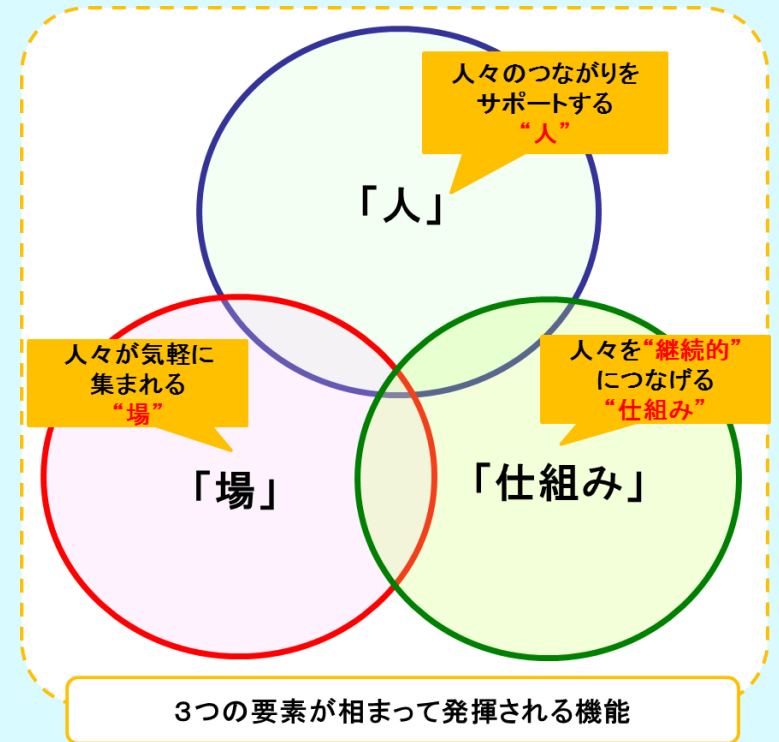 人々のつながりを
サポートする
“人”
「人」
人々が気軽に
集まれる
“場”
「場」
人々を“継続的”
につなげる
“仕組み”
「仕組み」
3つの要素が相まって発揮される機能